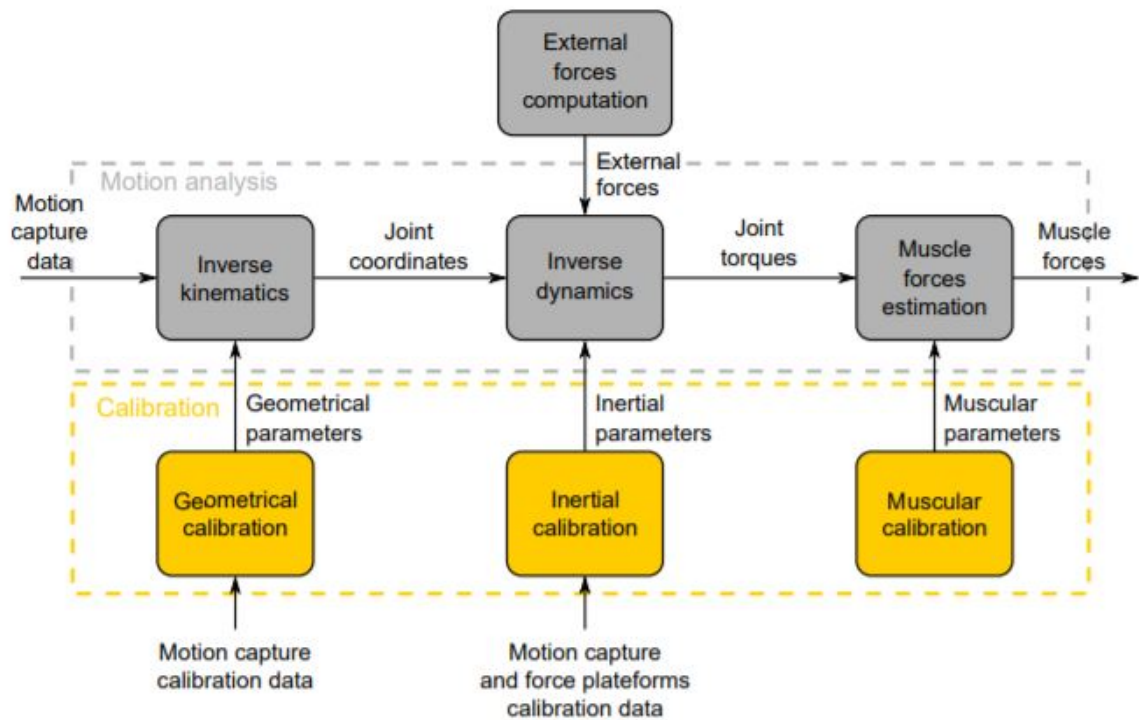 External
forces
computation
External
forces
Motion analysis
Motion
capture
data
Inverse
kinematics
Joint
coordinates
Inverse
dynamics
Joint
torques
Muscle
forces
estimation
Muscle
forces
Calibration
Geometrical
parameters
Inertial
parameters
Muscular
parameters
Geometrical
calibration
Inertial
calibration
Muscular
calibration
Motion capture
calibration data
Motion capture
and force plateforms
calibration data